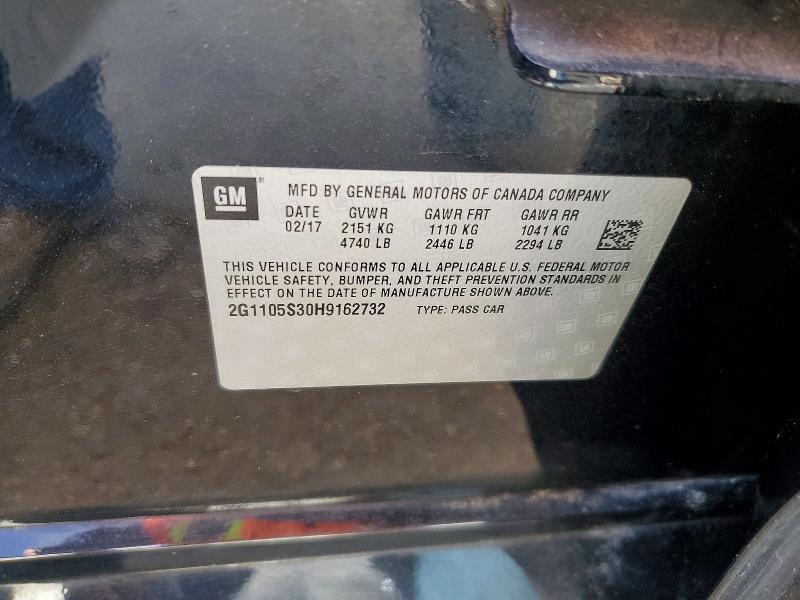 GM
MFD BY GENERAL MOTORS OF CANADA COMPANY
DATE GVWR GAWR FRT GAWR RR
02/17 2151 KG 1110 KG 1041 KG
4740 LB 2446 LB 2294 LB
THIS VEHICLE CONFORMS TO ALL APPLICABLE U.S. FEDERAL MOTOR
VEHICLE SAFETY, BUMPER, AND THEFT PREVENTION STANDARDS IN
EFFECT ON THE DATE OF MANUFACTURE SHOWN ABOVE.
2G1105S30H9162732 TYPE: PASS CAR